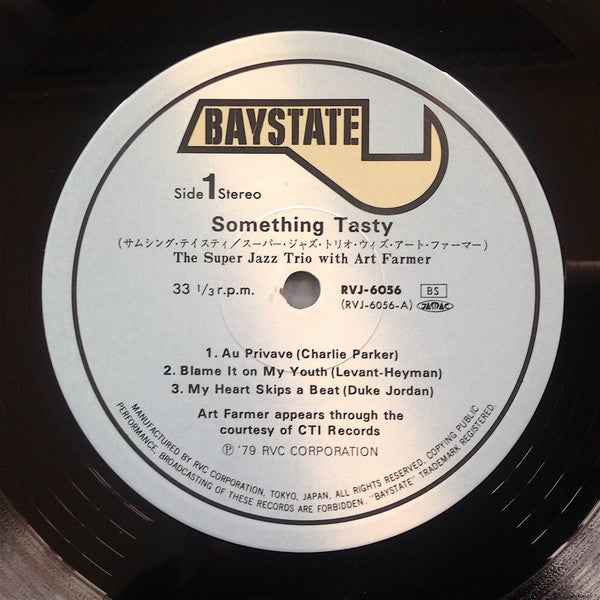 BAYSTATE
Side 1 Stereo
Something Tasty
(サムシング・テイスティ/スーパー・ジャズ・トリオ・ウィズ・アート・ファーマー)
The Super Jazz Trio with Art Farmer
33 1/3 r.p.m.
RVJ-6056 BS
(RVJ-6056-A) JASRAC
1. Au Privave (Charlie Parker)
2. Blame It on My Youth (Levant-Heyman)
3. My Heart Skips a Beat (Duke Jordan)
Art Farmer appears through the
courtesy of CTI Records
Ⓟ '79 RVC CORPORATION
MANUFACTURED BY RVC CORPORATION, TOKYO, JAPAN. ALL RIGHTS RESERVED. COPYING PUBLIC
PERFORMANCE, BROADCASTING OF THESE RECORDS ARE FORBIDDEN. "BAYSTATE" TRADEMARK REGISTERED.